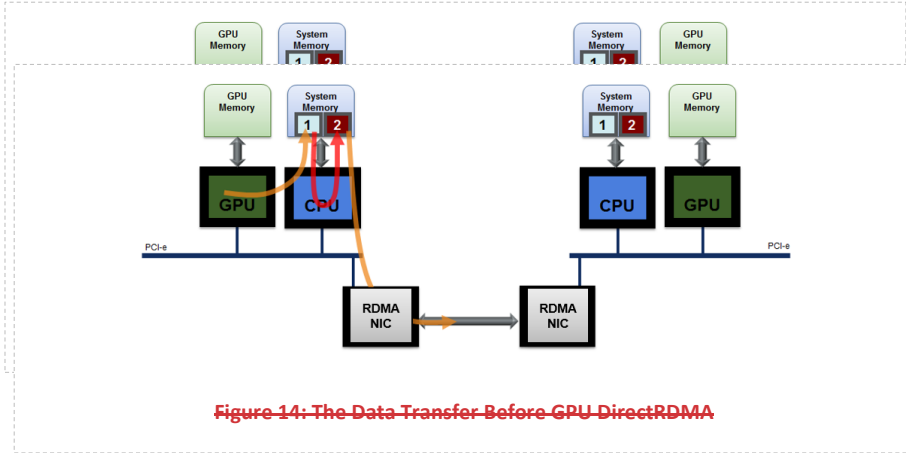 GPU
Memory
System
Memory
1 2
System
Memory
1 2
GPU
Memory
GPU
Memory
System
Memory
1 2
System
Memory
1 2
GPU
Memory
GPU
CPU
CPU
GPU
PCI-e
PCI-e
RDMA
NIC
RDMA
NIC
Figure 14: The Data Transfer Before GPU DirectRDMA